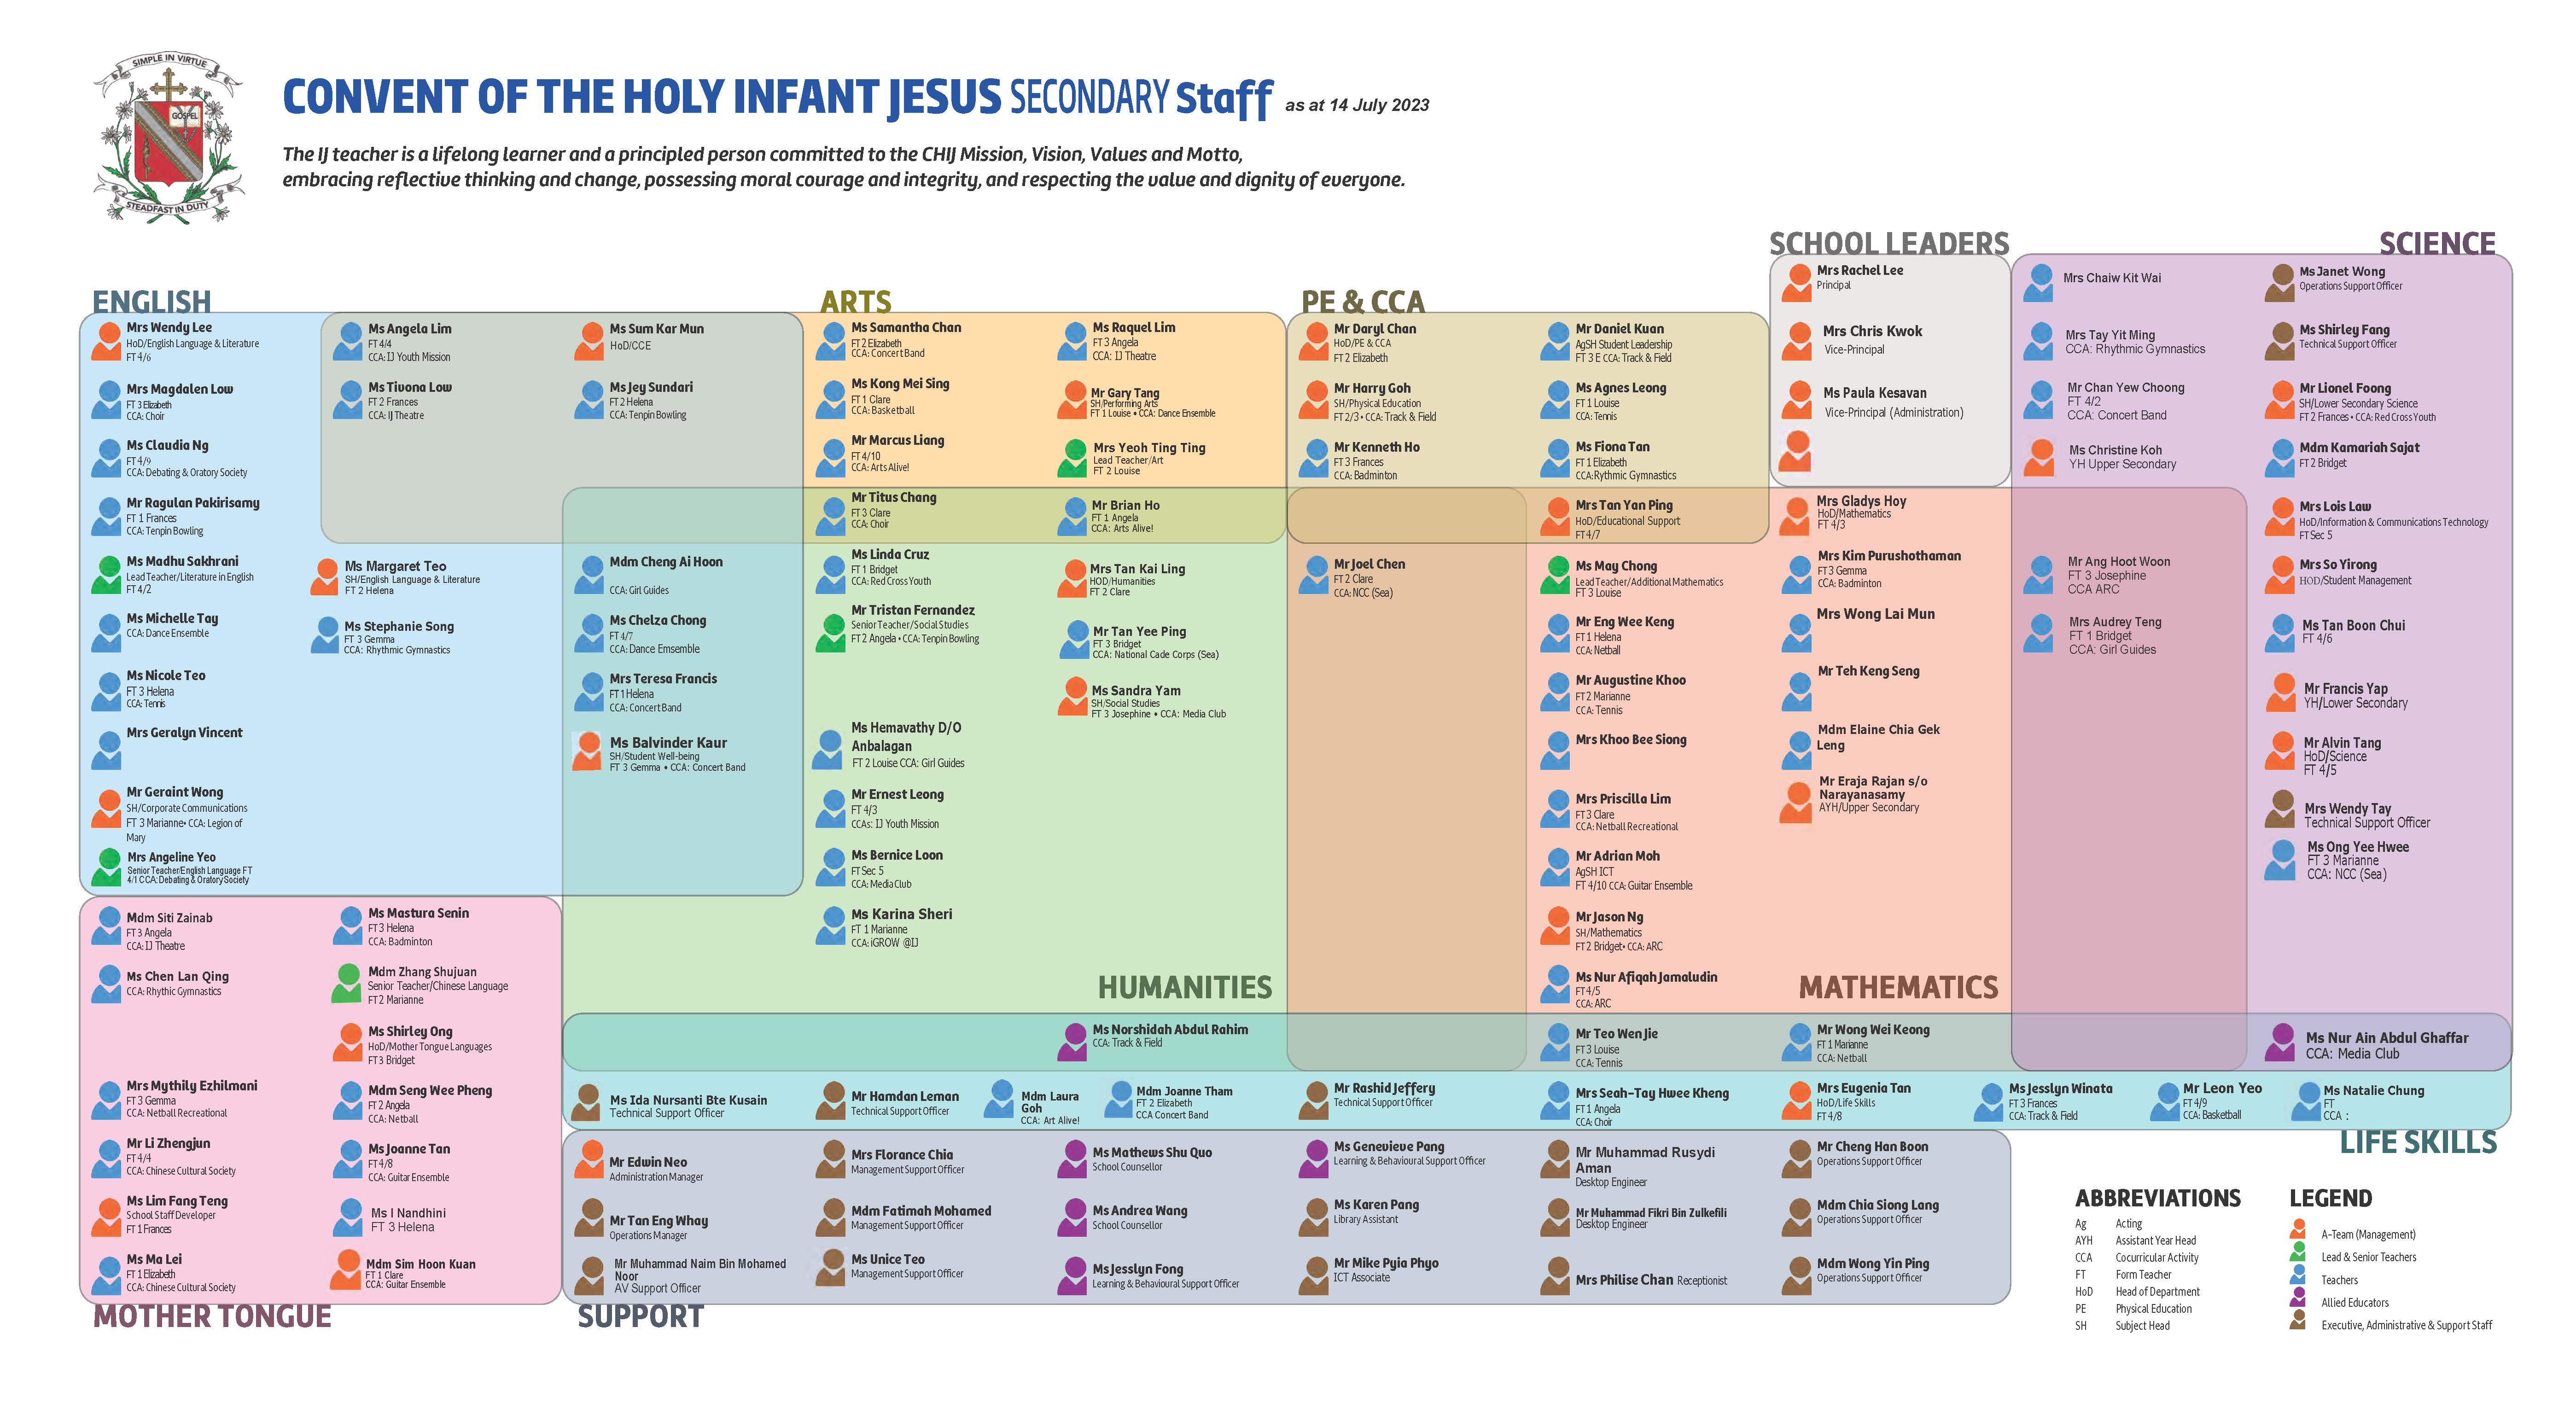 SIMPLE IN VIRTUE
GOSPEL
STEADFAST IN DUTY
CONVENT OF THE HOLY INFANT JESUS SECONDARY Staff as at 14 July 2023
The IJ teacher is a lifelong learner and a principled person committed to the CHIJ Mission, Vision, Values and Motto,
embracing reflective thinking and change, possessing moral courage and integrity, and respecting the value and dignity of everyone.
ENGLISH
Mrs Wendy Lee
HoD/English Language & Literature
FT 4/6
Mrs Magdalen Low
FT 3 Elizabeth
CCA: Choir
Ms Claudia Ng
FT 4/9
CCA: Debating & Oratory Society
Mr Ragulan Pakirisamy
FT 1 Frances
CCA: Tenpin Bowling
Ms Madhu Sakhrani
Lead Teacher/Literature in English
FT 4/2
Ms Michelle Tay
CCA: Dance Ensemble
Ms Nicole Teo
FT 3 Helena
CCA: Tennis
Mrs Geralyn Vincent
Mr Geraint Wong
SH/Corporate Communications
FT 3 Marianne• CCA: Legion of
Mary
Mrs Angeline Yeo
Senior Teacher/English Language FT
4/1 CCA: Debating & Oratory Society
Ms Angela Lim
FT 4/4
CCA: IJ Youth Mission
Ms Tivona Low
FT 2 Frances
CCA: IJ Theatre
Ms Margaret Teo
SH/English Language & Literature
FT 2 Helena
Ms Stephanie Song
FT 3 Gemma
CCA: Rhythmic Gymnastics
Ms Sum Kar Mun
HoD/CCE
Ms Jey Sundari
FT 2 Helena
CCA: Tenpin Bowling
Mdm Cheng Ai Hoon
CCA: Girl Guides
Ms Chelza Chong
FT 4/7
CCA: Dance Emsemble
Mrs Teresa Francis
FT 1 Helena
CCA: Concert Band
Ms Balvinder Kaur
SH/Student Well-being
FT 3 Gemma • CCA: Concert Band
ARTS
Ms Samantha Chan
FT 2 Elizabeth
CCA: Concert Band
Ms Kong Mei Sing
FT 1 Clare
CCA: Basketball
Mr Marcus Liang
FT 4/10
CCA: Arts Alive!
Mr Titus Chang
FT 3 Clare
CCA: Choir
Ms Raquel Lim
FT 3 Angela
CCA: IJ Theatre
Mr Gary Tang
SH/Performing Arts
FT 1 Louise • CCA: Dance Ensemble
Mrs Yeoh Ting Ting
Lead Teacher/Art
FT 2 Louise
Mr Brian Ho
FT 1 Angela
CCA: Arts Alive!
Ms Linda Cruz
FT 1 Bridget
CCA: Red Cross Youth
Mr Tristan Fernandez
Senior Teacher/Social Studies
FT 2 Angela • CCA: Tenpin Bowling
Ms Hemavathy D/O
Anbalagan
FT 2 Louise CCA: Girl Guides
Mr Ernest Leong
FT 4/3
CCAs: IJ Youth Mission
Ms Bernice Loon
FT Sec 5
CCA: Media Club
Ms Karina Sheri
FT 1 Marianne
CCA: iGROW @IJ
Mrs Tan Kai Ling
HOD/Humanities
FT 2 Clare
Mr Tan Yee Ping
FT 3 Bridget
CCA: National Cade Corps (Sea)
Ms Sandra Yam
SH/Social Studies
FT 3 Josephine • CCA: Media Club
HUMANITIES
PE & CCA
Mr Daryl Chan
HoD/PE & CCA
FT 2 Elizabeth
Mr Harry Goh
SH/Physical Education
FT 2/3 • CCA: Track & Field
Mr Kenneth Ho
FT 3 Frances
CCA: Badminton
Mr Joel Chen
FT 2 Clare
CCA: NCC (Sea)
Mr Daniel Kuan
AgSH Student Leadership
FT 3 E CCA: Track & Field
Ms Agnes Leong
FT 1 Louise
CCA: Tennis
Ms Fiona Tan
FT 1 Elizabeth
CCA:Rythmic Gymnastics
Mrs Tan Yan Ping
HoD/Educational Support
FT 4/7
Ms May Chong
Lead Teacher/Additional Mathematics
FT 3 Louise
Mr Eng Wee Keng
FT 1 Helena
CCA: Netball
Mr Augustine Khoo
FT 2 Marianne
CCA: Tennis
Mrs Khoo Bee Siong
Mrs Priscilla Lim
FT 3 Clare
CCA: Netball Recreational
Mr Adrian Moh
AgSH ICT
FT 4/10 CCA: Guitar Ensemble
Mr Jason Ng
SH/Mathematics
FT 2 Bridget• CCA: ARC
Ms Nur Afiqah Jamaludin
FT 4/5
CCA: ARC
SCHOOL LEADERS
Mrs Rachel Lee
Principal
Mrs Chris Kwok
Vice-Principal
Ms Paula Kesavan
Vice-Principal (Administration)
Mrs Gladys Hoy
HoD/Mathematics
FT 4/3
Mrs Kim Purushothaman
FT 3 Gemma
CCA: Badminton
Mrs Wong Lai Mun
Mr Teh Keng Seng
Mdm Elaine Chia Gek
Leng
Mr Eraja Rajan s/o
Narayanasamy
AYH/Upper Secondary
MATHEMATICS
SCIENCE
Mrs Chaiw Kit Wai
Mrs Tay Yit Ming
CCA: Rhythmic Gymnastics
Mr Chan Yew Choong
FT 4/2
CCA: Concert Band
Ms Christine Koh
YH Upper Secondary
Mr Ang Hoot Woon
FT 3 Josephine
CCA ARC
Mrs Audrey Teng
FT 1 Bridget
CCA: Girl Guides
Ms Janet Wong
Operations Support Officer
Ms Shirley Fang
Technical Support Officer
Mr Lionel Foong
SH/Lower Secondary Science
FT 2 Frances • CCA: Red Cross Youth
Mdm Kamariah Sajat
FT 2 Bridget
Mrs Lois Law
HoD/Information & Communications Technology
FT Sec 5
Mrs So Yirong
HOD/Student Management
Ms Tan Boon Chui
FT 4/6
Mr Francis Yap
YH/Lower Secondary
Mr Alvin Tang
HoD/Science
FT 4/5
Mrs Wendy Tay
Technical Support Officer
Ms Ong Yee Hwee
FT 3 Marianne
CCA: NCC (Sea)
Mdm Siti Zainab
FT 3 Angela
CCA: IJ Theatre
Ms Chen Lan Qing
CCA: Rhythic Gymnastics
Mrs Mythily Ezhilmani
FT 3 Gemma
CCA: Netball Recreational
Mr Li Zhengjun
FT 4/4
CCA: Chinese Cultural Society
Ms Lim Fang Teng
School Staff Developer
FT 1 Frances
Ms Ma Lei
FT 1 Elizabeth
CCA: Chinese Cultural Society
Ms Mastura Senin
FT 3 Helena
CCA: Badminton
Mdm Zhang Shujuan
Senior Teacher/Chinese Language
FT 2 Marianne
Ms Shirley Ong
HoD/Mother Tongue Languages
FT3 Bridget
Mdm Seng Wee Pheng
FT 2 Angela
CCA: Netball
Ms Joanne Tan
FT 4/8
CCA: Guitar Ensemble
Ms I Nandhini
FT 3 Helena
Mdm Sim Hoon Kuan
FT 1 Clare
CCA: Guitar Ensemble
MOTHER TONGUE
Ms Norshidah Abdul Rahim
CCA: Track & Field
Mr Teo Wen Jie
FT 3 Louise
CCA: Tennis
Mr Wong Wei Keong
FT 1 Marianne
CCA: Netball
Ms Nur Ain Abdul Ghaffar
CCA: Media Club
Ms Ida Nursanti Bte Kusain
Technical Support Officer
Mr Hamdan Leman
Technical Support Officer
Mdm Laura
Goh
CCA: Art Alive!
Mdm Joanne Tham
FT 2 Elizabeth
CCA Concert Band
Mr Rashid Jeffery
Technical Support Officer
Mrs Seah-Tay Hwee Kheng
FT 1 Angela
CCA: Choir
Mrs Eugenia Tan
HoD/Life Skills
FT 4/8
Ms Jesslyn Winata
FT 3 Frances
CCA: Track & Field
Mr Leon Yeo
FT 4/9
CCA: Basketball
Ms Natalie Chung
FT
CCA :
LIFE SKILLS
Mr Edwin Neo
Administration Manager
Mr Tan Eng Whay
Operations Manager
Mr Muhammad Naim Bin Mohamed
Noor
AV Support Officer
Mrs Florance Chia
Management Support Officer
Mdm Fatimah Mohamed
Management Support Officer
Ms Unice Teo
Management Support Officer
Ms Mathews Shu Quo
School Counsellor
Ms Andrea Wang
School Counsellor
Ms Jesslyn Fong
Learning & Behavioural Support Officer
Ms Genevieve Pang
Learning & Behavioural Support Officer
Ms Karen Pang
Library Assistant
Mr Mike Pyia Phyo
ICT Associate
Mr Muhammad Rusydi
Aman
Desktop Engineer
Mr Muhammad Fikri Bin Zulkefili
Desktop Engineer
Mrs Philise Chan Receptionist
Mr Cheng Han Boon
Operations Support Officer
Mdm Chia Siong Lang
Operations Support Officer
Mdm Wong Yin Ping
Operations Support Officer
SUPPORT
ABBREVIATIONS
Ag Acting
AYH Assistant Year Head
CCA Cocurricular Activity
FT Form Teacher
HoD Head of Department
PE Physical Education
SH Subject Head
LEGEND
A-Team (Management)
Lead & Senior Teachers
Teachers
Allied Educators
Executive, Administrative & Support Staff